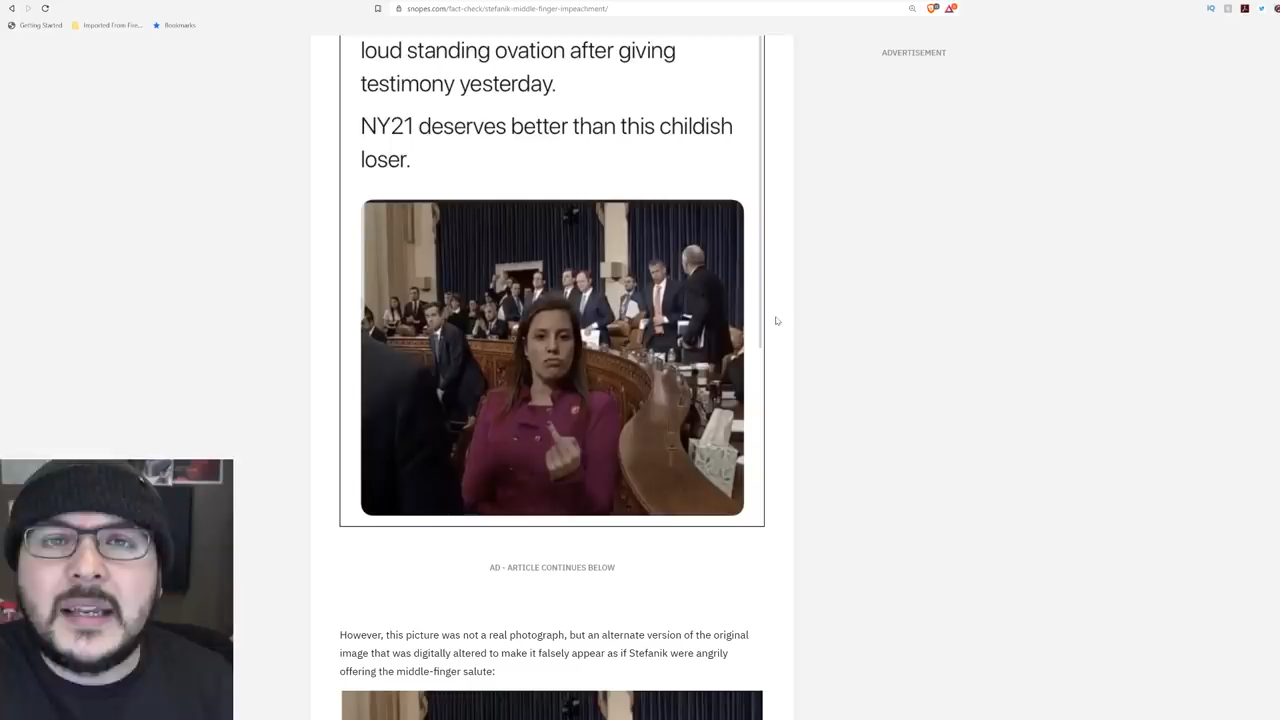 snopes.com/fact-check/stefanik-middle-finger-impeachment/
Getting Started
Imported From Fire...
Bookmarks
loud standing ovation after giving
testimony yesterday.
NY21 deserves better than this childish
loser.
ADVERTISEMENT
AD - ARTICLE CONTINUES BELOW
However, this picture was not a real photograph, but an alternate version of the original
image that was digitally altered to make it falsely appear as if Stefanik were angrily
offering the middle-finger salute: